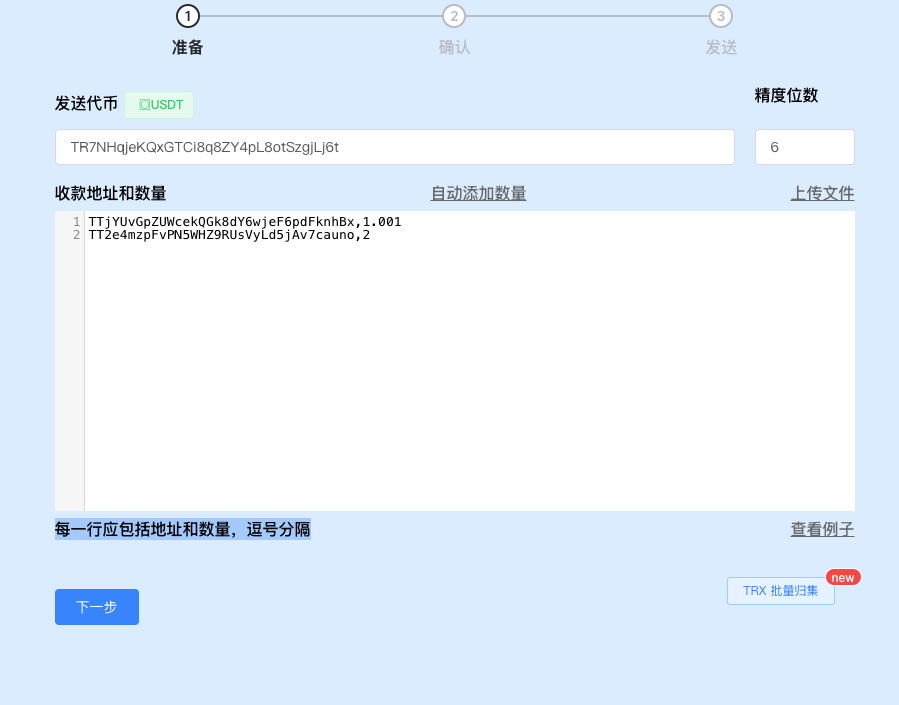 1 2 3
准备 确认 发送
发送代币 USDT 精度位数
TR7NHqjeKQxGTCi8q8ZY4pL8otSzgjLj6t 6
收款地址和数量 自动添加数量 上传文件
1 TTjYUvGpZUWcekQGk8dY6wjeF6pdFknhBx,1.001
2 TT2e4mzpFvPN5WHZ9RUsVyLd5jAv7cauno,2
每一行应包括地址和数量，逗号分隔 查看例子
new
下一步 TRX 批量归集